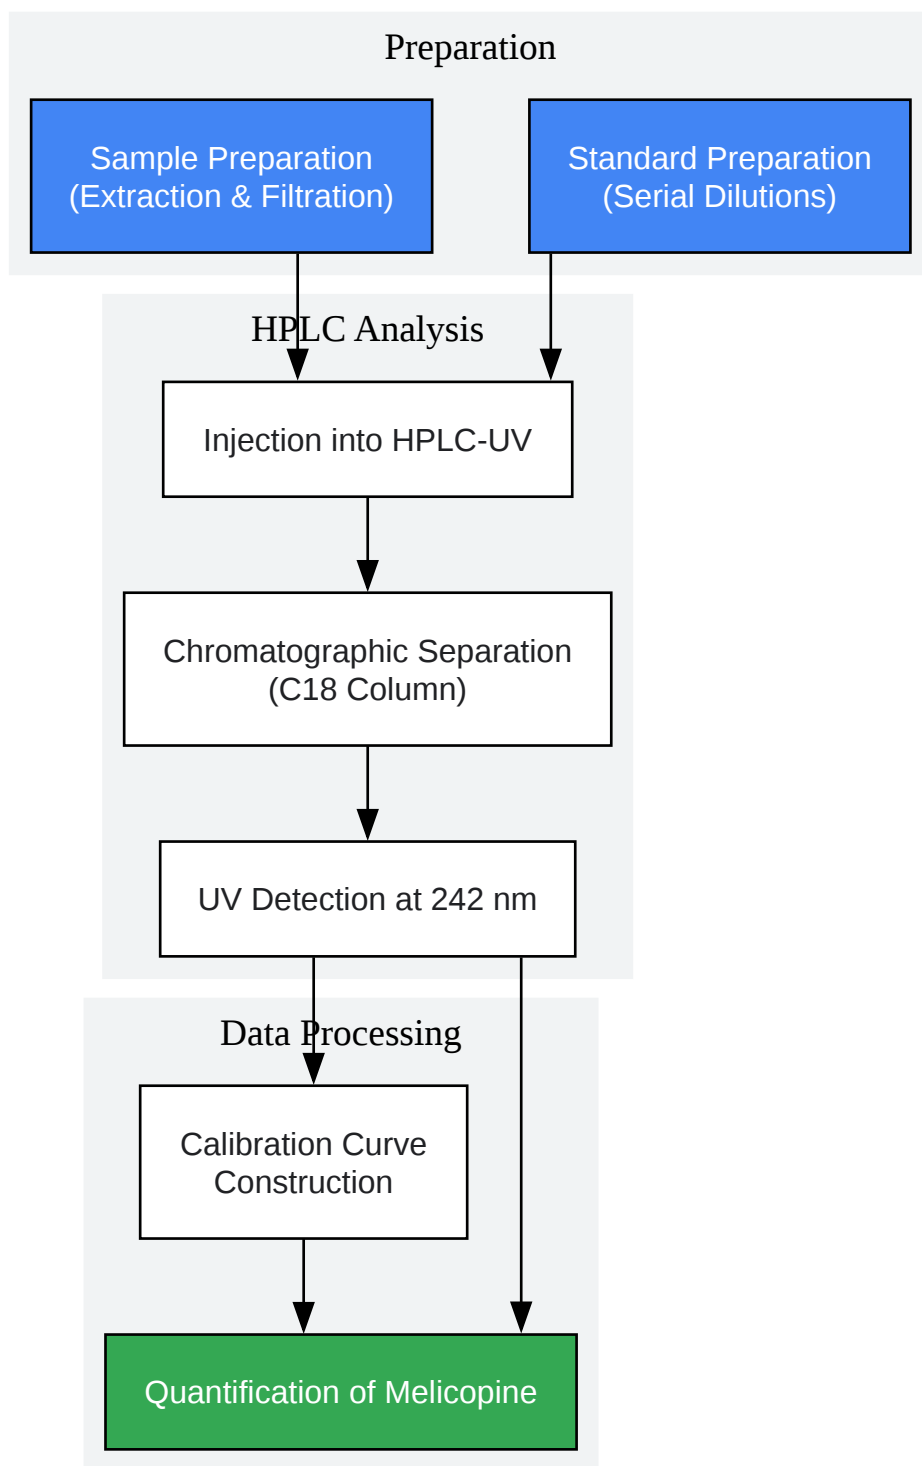 Preparation
Sample Preparation
(Extraction & Filtration)
Standard Preparation
(Serial Dilutions)
HPLC Analysis
Injection into HPLC-UV
Chromatographic Separation
(C18 Column)
UV Detection at 242 nm
Data Processing
Calibration Curve
Construction
Quantification of Melicopine